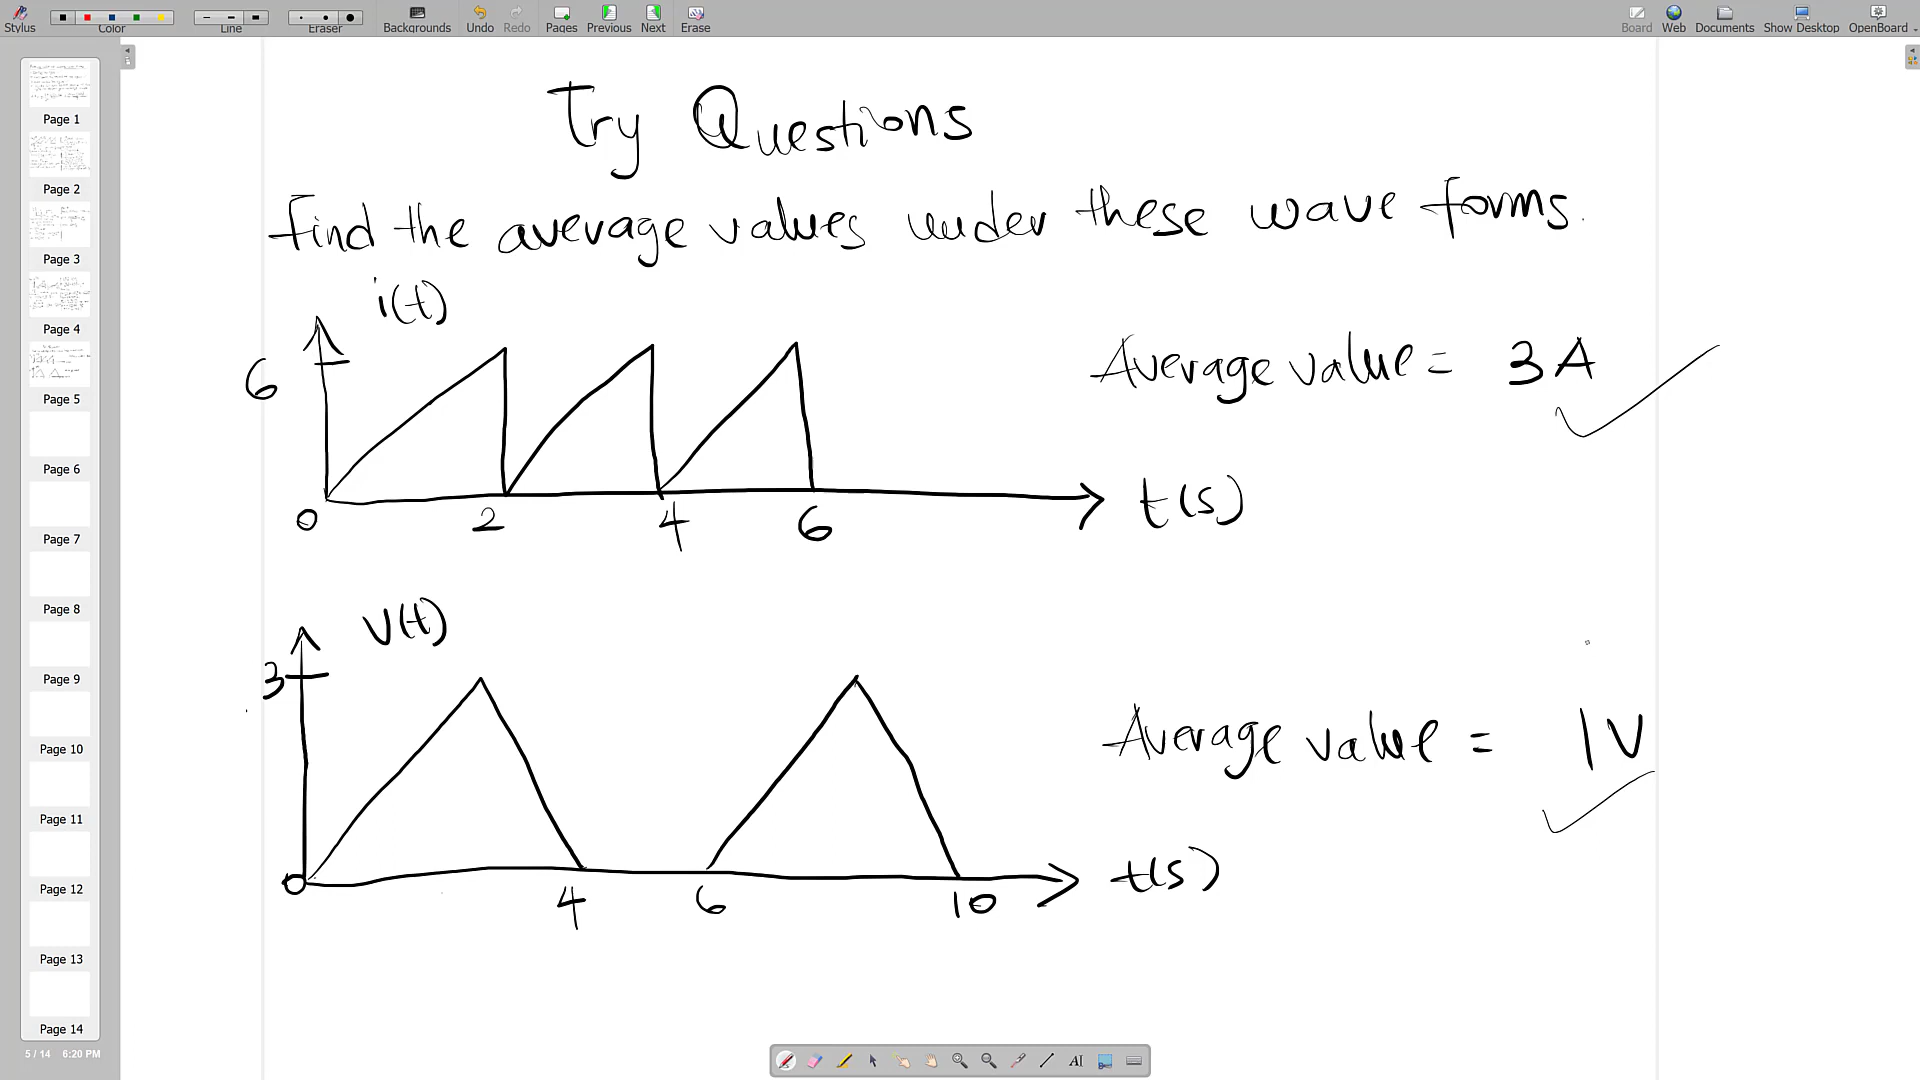 Stylus
Color
Line
Eraser
Backgrounds
Undo
Redo
Pages
Previous
Next
Erase
Board
Web
Documents
Show Desktop
OpenBoard
Page 1
Page 2
Page 3
Page 4
Page 5
Page 6
Page 7
Page 8
Page 9
Page 10
Page 11
Page 12
Page 13
Page 14
5 / 14 6:20 PM
Try Questions
Find the average values under these wave forms.
i(t)
6
Average value = 3A
0 2 4 6
t(s)
V(t)
3
Average value = 1V
0 4 6 10
t(s)
AI